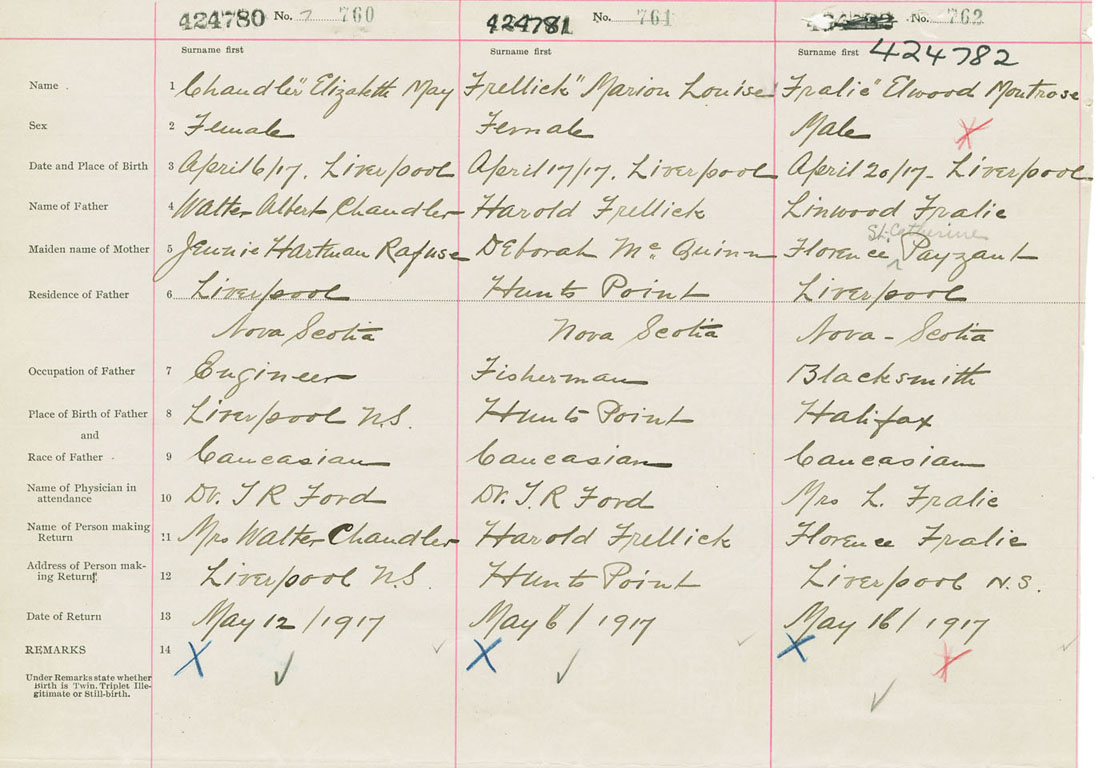 424780 No. 7 760 424781 No. 761 No. 762
Surname first Surname first Surname first 424782
Name 1 Chandler" Elizabeth May Frellick" Marion Louise Fralic" Elwood Montrose
Sex 2 Female Female Male X
Date and Place of Birth 3 April 6/17. Liverpool April 17/17. Liverpool April 20/17- Liverpool
Name of Father 4 Walter Albert Chandler Harold Frellick Linwood Fralic
St. Catherine
Maiden name of Mother 5 Jennie Hartman Rafuse Deborah Mc Guinn Florence Payzant
Residence of Father 6 Liverpool Hunts Point Liverpool
Nova Scotia Nova Scotia Nova - Scotia
Occupation of Father 7 Engineer Fisherman Blacksmith
Place of Birth of Father 8 Liverpool N.S. Hunts Point Halifax
and
Race of Father 9 Caucasian Caucasian Caucasian
Name of Physician in attendance 10 Dr. J R Ford Dr. J. R Ford Mrs L. Fralic
Name of Person making Return 11 Mrs Walter Chandler Harold Frellick Florence Fralic
Address of Person making Return 12 Liverpool N.S. Hunts Point Liverpool N.S.
Date of Return 13 May 12/1917 May 6/1917 May 18/1917
REMARKS 14 X X X X
Under Remarks state whether
Birth is Twin, Triplet Ille-
gitimate or Still-birth.